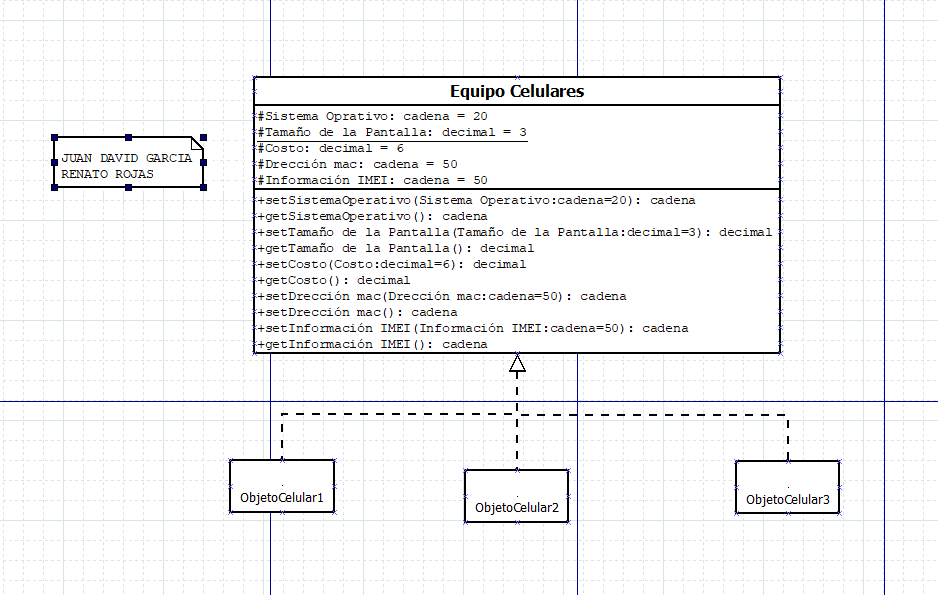 Equipo Celulares
#Sistema Oprativo: cadena = 20
#Tamaño de la Pantalla: decimal = 3
#Costo: decimal = 6
#Drección mac: cadena = 50
#Información IMEI: cadena = 50
JUAN DAVID GARCIA
RENATO ROJAS
+setSistemaOperativo(Sistema Operativo:cadena=20): cadena
+getSistemaOperativo(): cadena
+setTamaño de la Pantalla(Tamaño de la Pantalla:decimal=3): decimal
+getTamaño de la Pantalla(): decimal
+setCosto(Costo:decimal=6): decimal
+getCosto(): decimal
+setDrección mac(Drección mac:cadena=50): cadena
+setDrección mac(): cadena
+setInformación IMEI(Información IMEI:cadena=50): cadena
+getInformación IMEI(): cadena
ObjetoCelular1
ObjetoCelular2
ObjetoCelular3